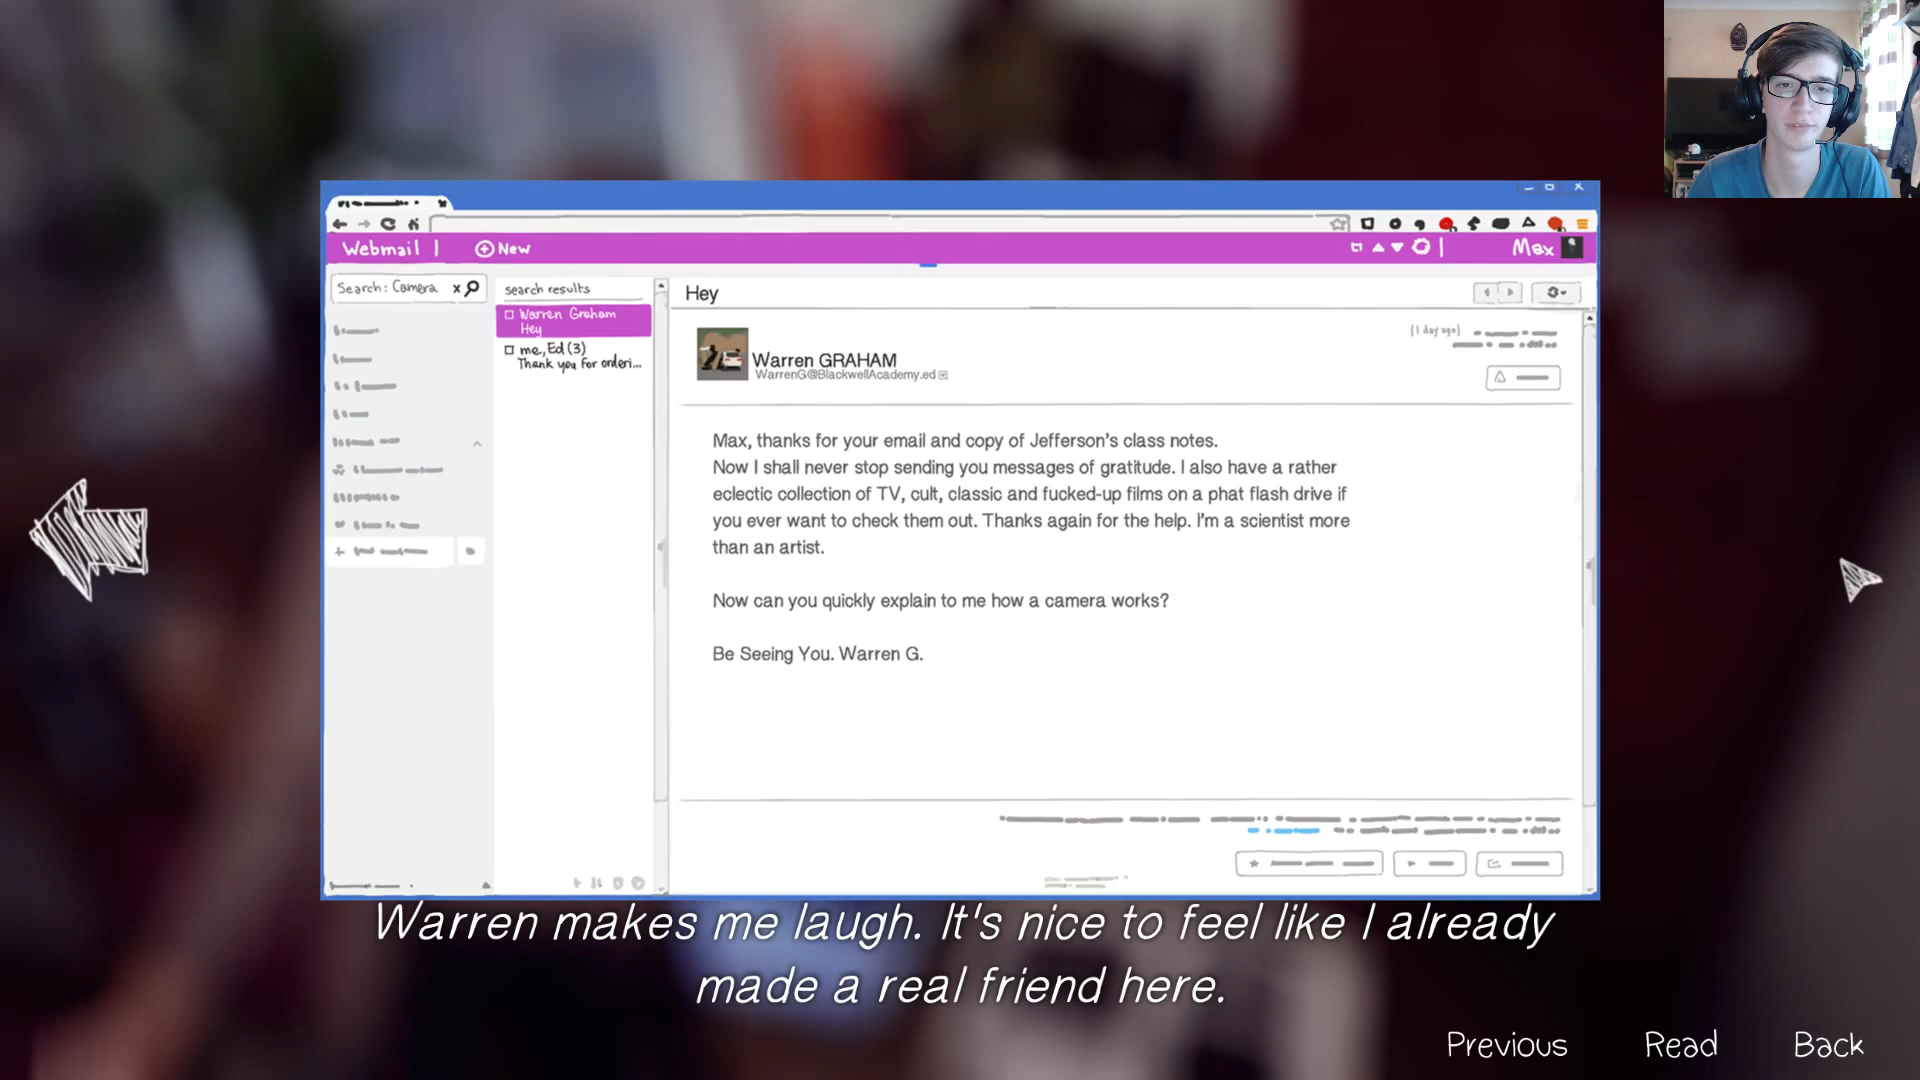 Webmail |
New
Max
Search: Camera x
search results
Warren Graham
Hey
me, Ed (3)
Thank you for orderi...
Hey
(1 day ago)
Warren GRAHAM
WarrenG@BlackwellAcademy.ed
Max, thanks for your email and copy of Jefferson's class notes.
Now I shall never stop sending you messages of gratitude. I also have a rather
eclectic collection of TV, cult, classic and fucked-up films on a phat flash drive if
you ever want to check them out. Thanks again for the help. I'm a scientist more
than an artist.
Now can you quickly explain to me how a camera works?
Be Seeing You. Warren G.
Warren makes me laugh. It's nice to feel like I already
made a real friend here.
Previous
Read
Back